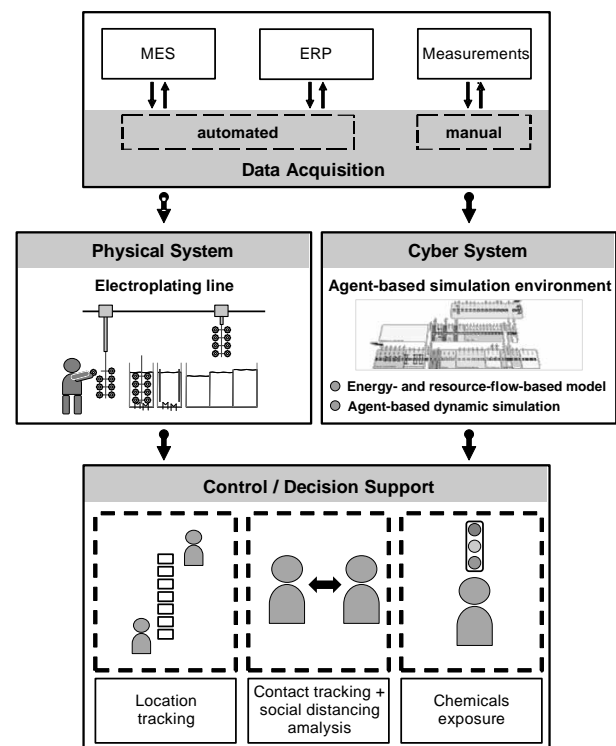 MES
ERP
Measurements
automated
manual
Data Acquisition
Physical System
Electroplating line
Cyber System
Agent-based simulation environment
Energy- and resource-flow-based model
Agent-based dynamic simulation
Control / Decision Support
Location
tracking
Contact tracking +
social distancing
amalysis
Chemicals
exposure